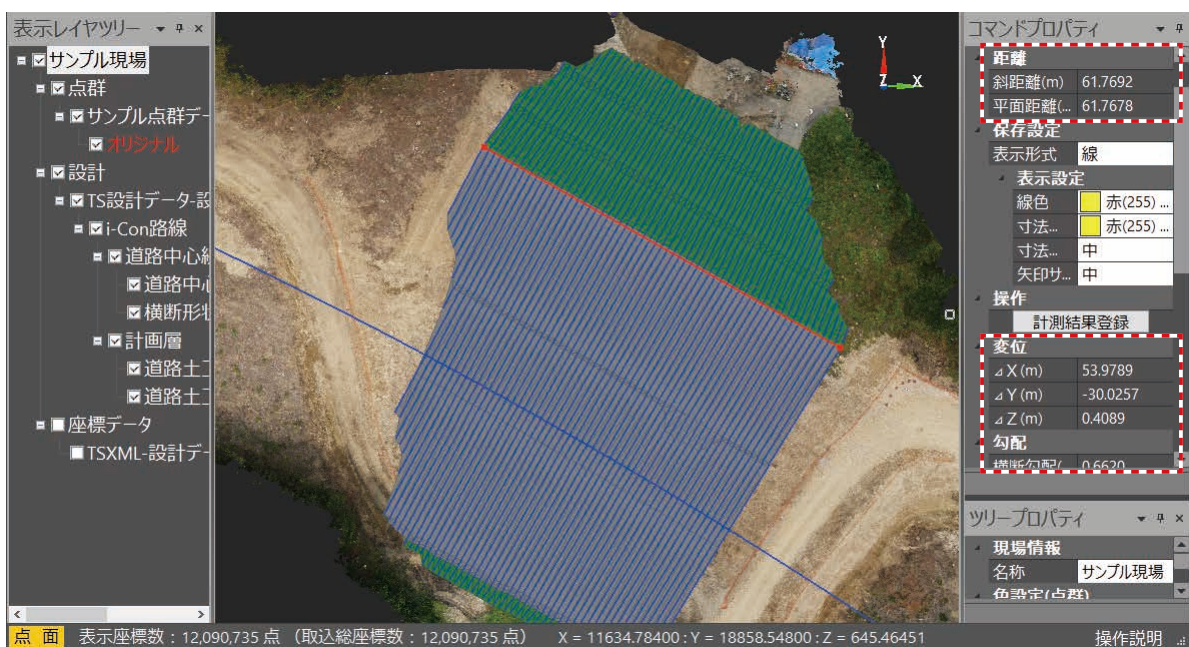 表示レイヤツリー
サンプル現場
点群
サンプル点群デー
オリジナル
設計
TS設計データ-設
i-Con路線
道路中心線
道路中心
横断形状
計画層
道路土工
道路土工
座標データ
TSXML-設計デー
Y
Z X
コマンドプロパティ
距離
斜距離(m) 61.7692
平面距離(... 61.7678
保存設定
表示形式 線
表示設定
線色 赤(255) ...
寸法... 赤(255) ...
寸法... 中
矢印サ... 中
操作
計測結果登録
変位
⊿X(m) 53.9789
⊿Y(m) -30.0257
⊿Z(m) 0.4089
勾配
横断勾配( 0.6620
ツリープロパティ
現場情報
名称 サンプル現場
色設定(点群)
点 面 表示座標数：12,090,735 点 （取込総座標数：12,090,735 点） X = 11634.78400 : Y = 18858.54800 : Z = 645.46451 操作説明